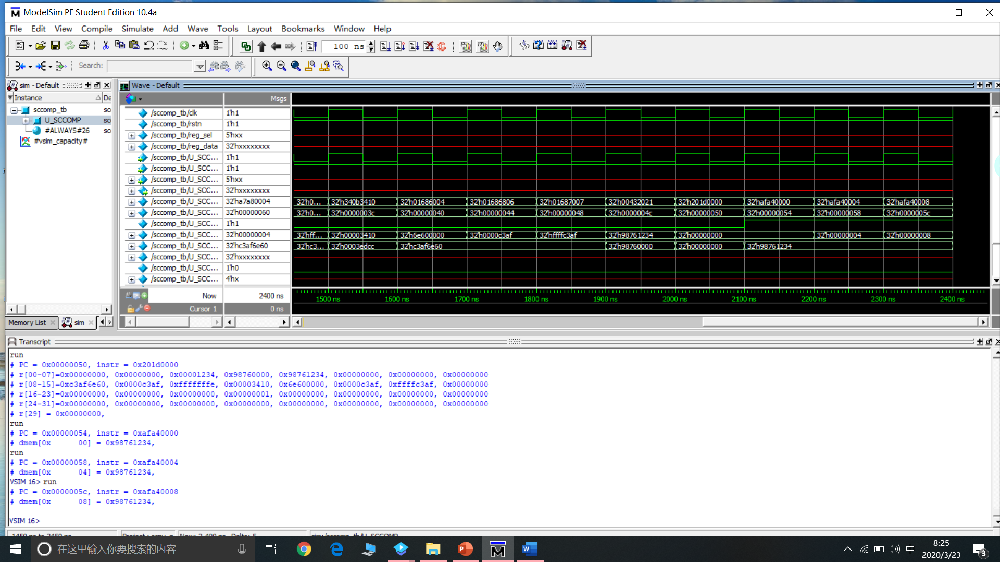 ModelSim PE Student Edition 10.4a
File Edit View Compile Simulate Add Wave Tools Layout Bookmarks Window Help
100 ns
Search:
sim - Default
Instance De
sccomp_tb sc
U_SCCOMP sc
#ALWAYS#26 sc
#vsim_capacity#
Memory List sim
Wave - Default
Msgs
/sccomp_tb/clk 1'h1
/sccomp_tb/rstn 1'h1
/sccomp_tb/reg_sel 5'hxx
/sccomp_tb/reg_data 32'hxxxxxxxx
/sccomp_tb/U_SCC... 1'h1
/sccomp_tb/U_SCC... 1'h1
/sccomp_tb/U_SCC... 5'hxx
/sccomp_tb/U_SCC... 32'hxxxxxxxx
/sccomp_tb/U_SCC... 32'ha7a80004 32'h0... 32'h340b3410 32'h01686004 32'h01686806 32'h01687007 32'h00432021 32'h201d0000 32'hafa40000 32'hafa40004 32'hafa40008
/sccomp_tb/U_SCC... 32'h00000060 32'h0... 32'h0000003c 32'h00000040 32'h00000044 32'h00000048 32'h0000004c 32'h00000050 32'h00000054 32'h00000058 32'h0000005c
/sccomp_tb/U_SCC... 1'h1
/sccomp_tb/U_SCC... 32'h00000004 32'hff... 32'h00003410 32'h6e600000 32'h0000c3af 32'hffffc3af 32'h98761234 32'h00000000 32'h00000004 32'h00000008
/sccomp_tb/U_SCC... 32'hc3af6e60 32'hc3... 32'h0003edcc 32'hc3af6e60 32'h98760000 32'h00000000 32'h98761234
/sccomp_tb/U_SCC... 32'hxxxxxxxx
/sccomp_tb/U_SCC... 1'h0
/sccomp_tb/U_SCC... 4'hx
Now 2400 ns 1500 ns 1600 ns 1700 ns 1800 ns 1900 ns 2000 ns 2100 ns 2200 ns 2300 ns 2400 ns
Cursor 1 0 ns
Transcript
run
# PC = 0x00000050, instr = 0x201d0000
# r[00-07]=0x00000000, 0x00000000, 0x00001234, 0x98760000, 0x98761234, 0x00000000, 0x00000000, 0x00000000
# r[08-15]=0xc3af6e60, 0x0000c3af, 0xfffffffe, 0x00003410, 0x6e600000, 0x0000c3af, 0xffffc3af, 0x00000000
# r[16-23]=0x00000000, 0x00000000, 0x00000000, 0x00000001, 0x00000000, 0x00000000, 0x00000000, 0x00000000
# r[24-31]=0x00000000, 0x00000000, 0x00000000, 0x00000000, 0x00000000, 0x00000000, 0x00000000, 0x00000000
# r[29] = 0x00000000,
run
# PC = 0x00000054, instr = 0xafa40000
# dmem[0x 00] = 0x98761234,
run
# PC = 0x00000058, instr = 0xafa40004
# dmem[0x 04] = 0x98761234,
VSIM 16> run
# PC = 0x0000005c, instr = 0xafa40008
# dmem[0x 08] = 0x98761234,
VSIM 16>
在这里输入你要搜索的内容
中
8:25
2020/3/23
3